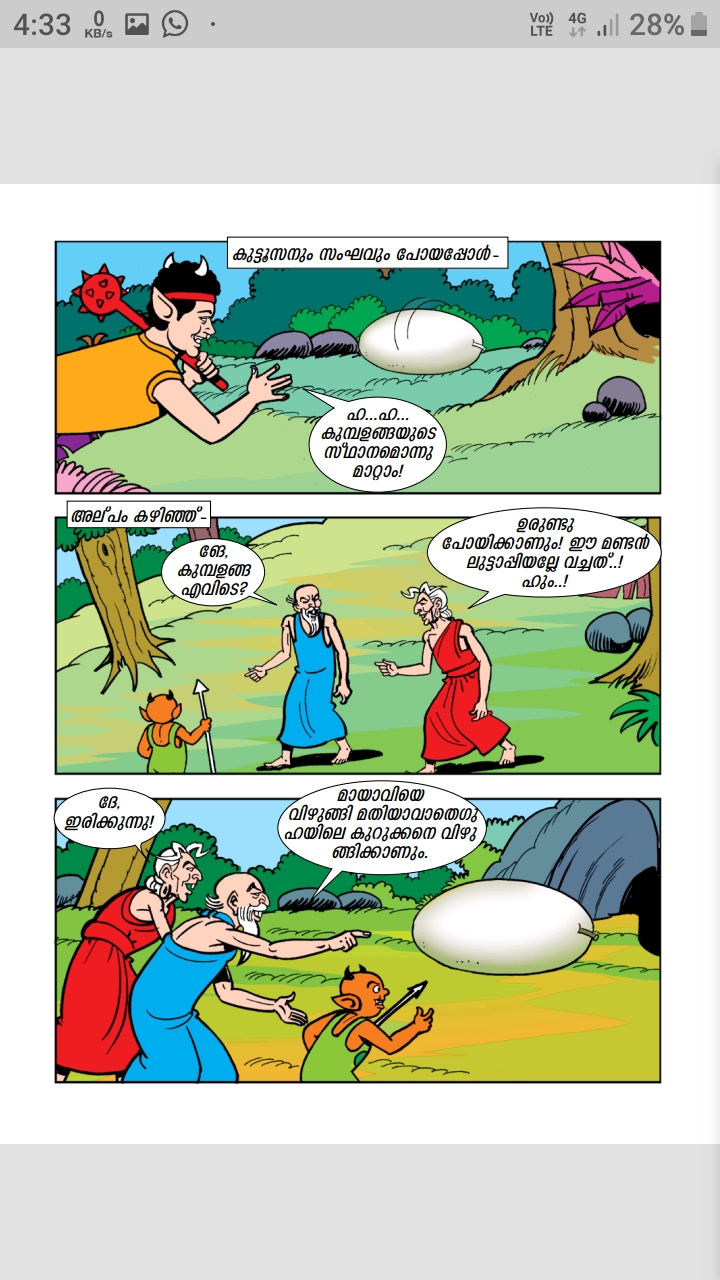 4:33
0
KB/s
Vo))
LTE
4G
28%
കുട്ടൂസനും സംഘവും പോയപ്പോൾ-
ഹ...ഹ...
കുമ്പളങ്ങയുടെ
സ്ഥാനമൊന്നു
മാറ്റാം!
അല്പം കഴിഞ്ഞ്-
ങേ,
കുമ്പളങ്ങ
എവിടെ?
ഉരുണ്ടു
പോയിക്കാണും! ഈ മണ്ടൻ
ലുട്ടാപ്പിയല്ലേ വച്ചത്..!
ഹും..!
ദേ,
ഇരിക്കുന്നു!
മായാവിയെ
വിഴുങ്ങി മതിയാവാതെഗു
ഹയിലെ കുറുക്കനെ വിഴു
ങ്ങിക്കാണും.